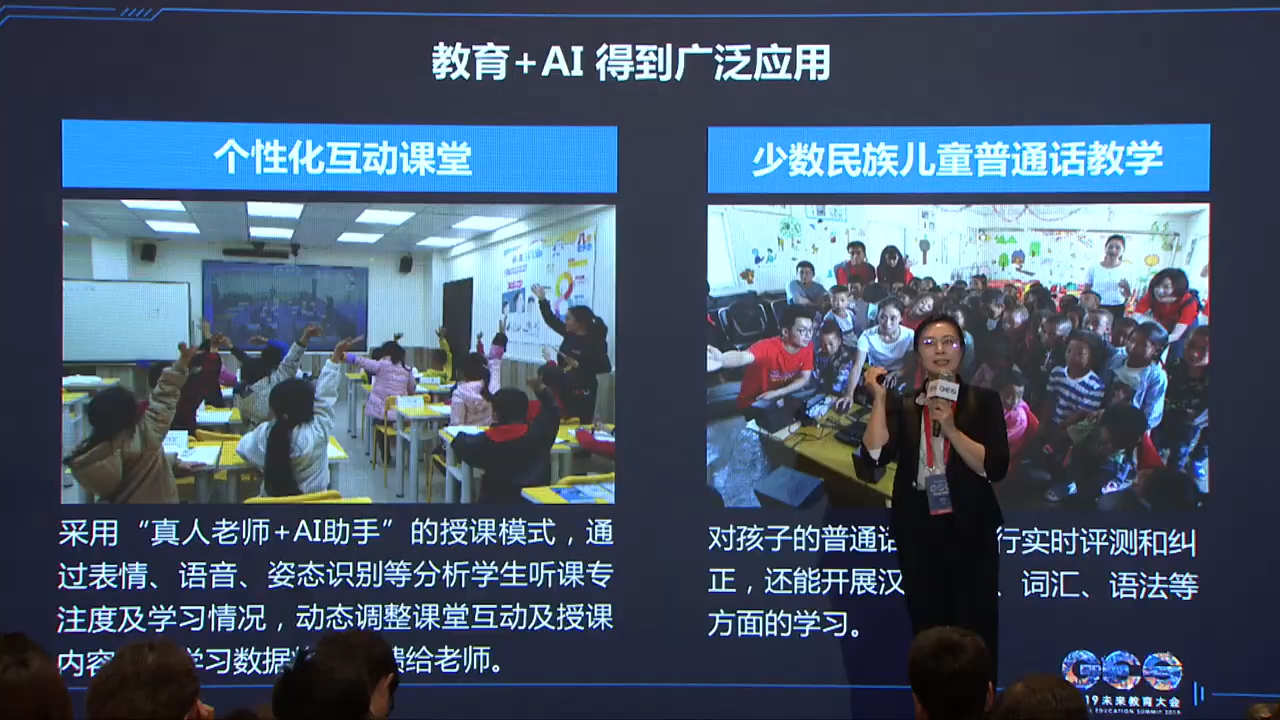 教育+AI 得到广泛应用
个性化互动课堂
少数民族儿童普通话教学
采用“真人老师+AI助手”的授课模式，通
过表情、语音、姿态识别等分析学生听课专
注度及学习情况，动态调整课堂互动及授课
内容 学习数据 给老师。
对孩子的普通话 行实时评测和纠
正，还能开展汉 、词汇、语法等
方面的学习。
GES
19未来教育大会
EDUCATION SUMMIT 2019